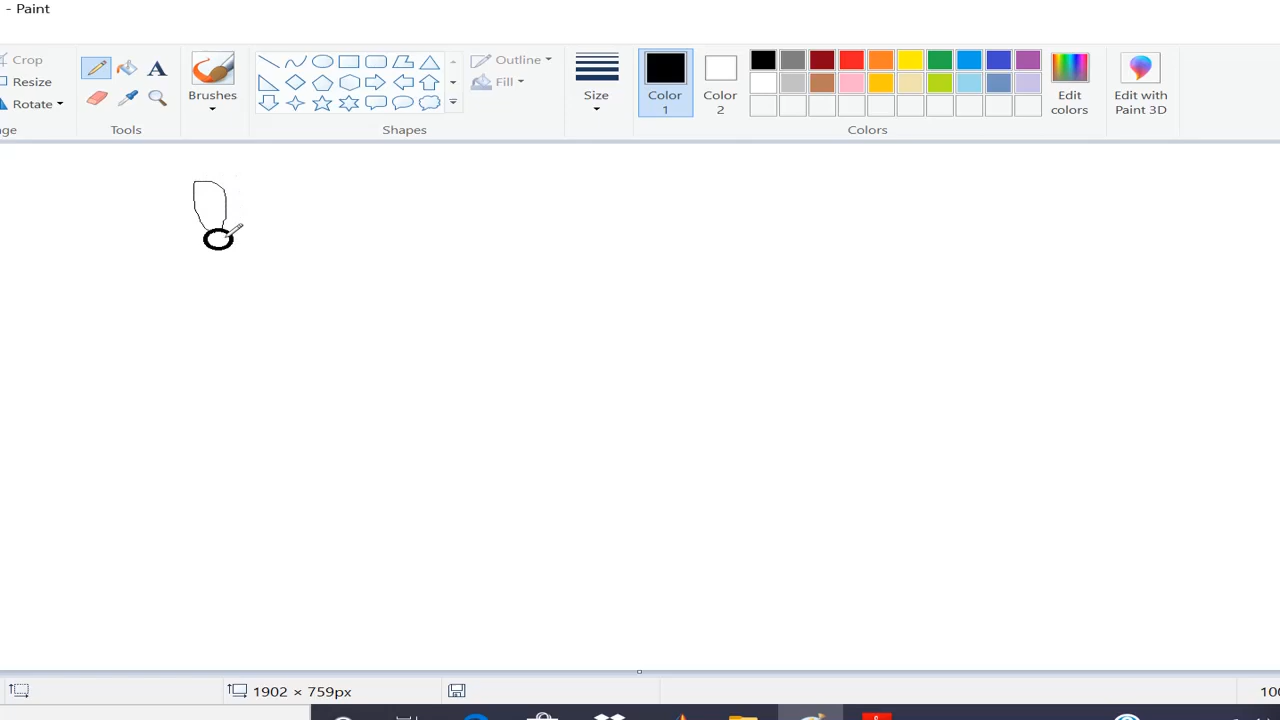 - Paint
Crop
Resize
Rotate
ge
Tools
Brushes
Shapes
Outline
Fill
Size
Color 1
Color 2
Colors
Edit colors
Edit with Paint 3D
1902 × 759px
100